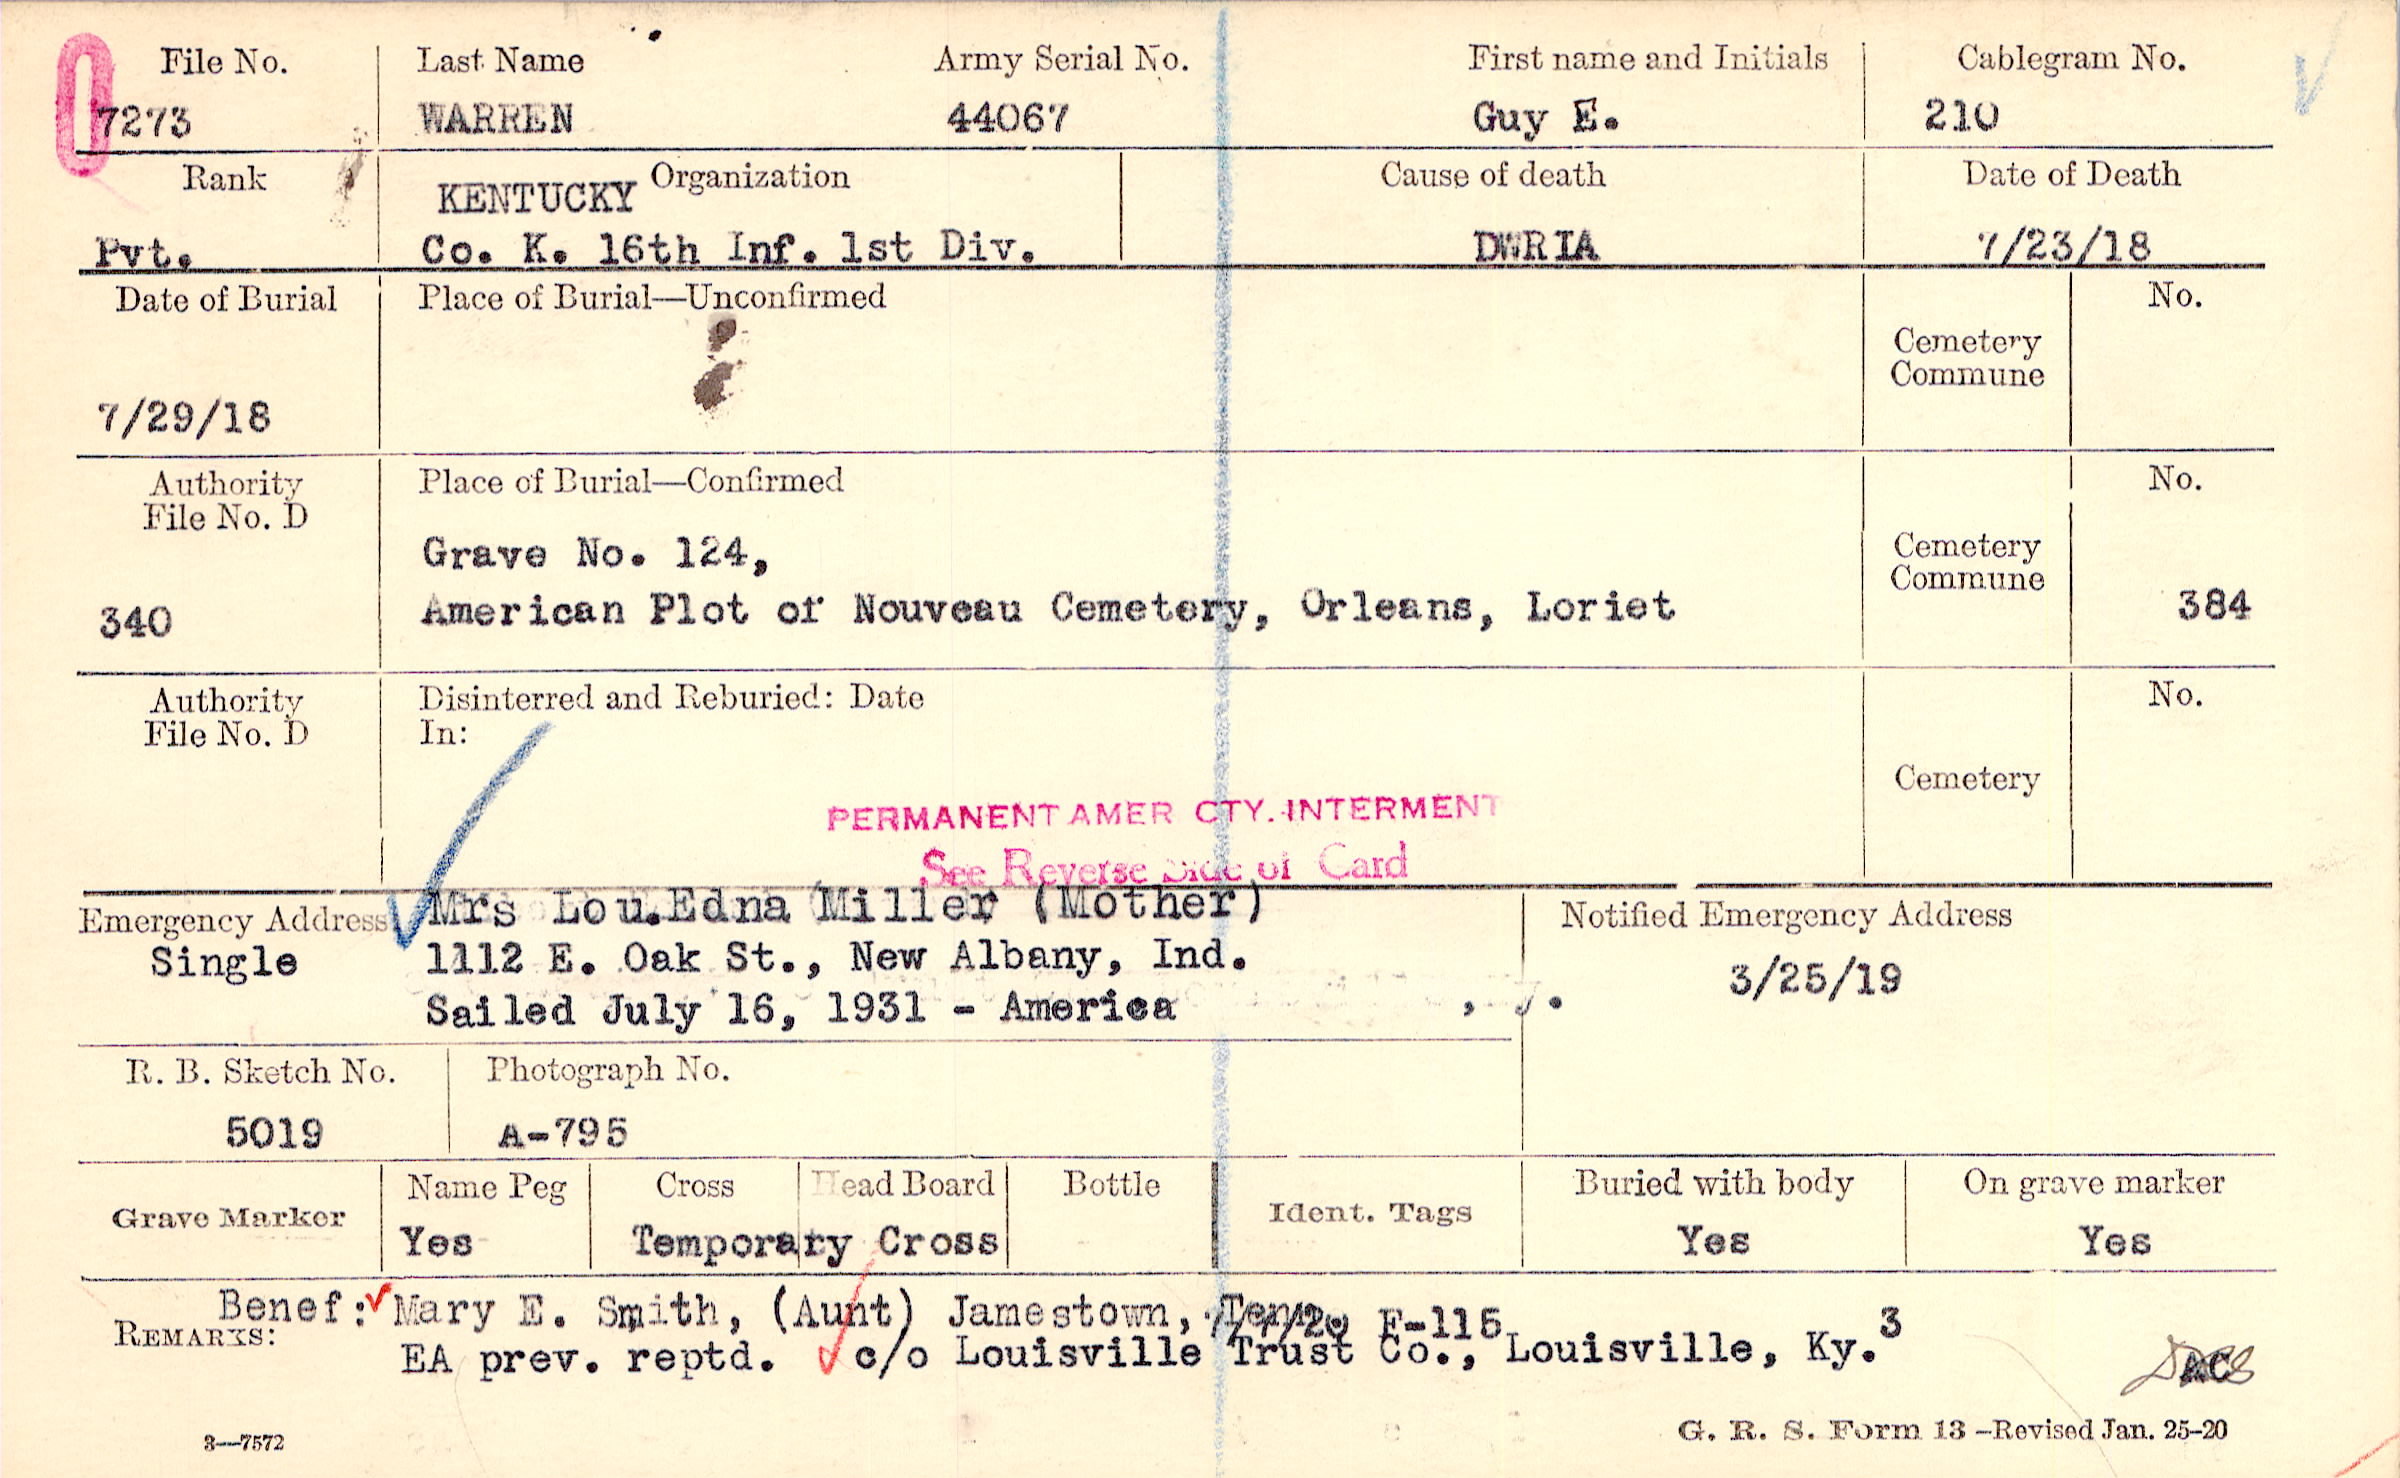 File No. Last Name Army Serial No. First name and Initials Cablegram No.
7273 WARREN 44067 Guy E. 210
Rank Organization Cause of death Date of Death
KENTUCKY
Pvt. Co. K. 16th Inf. 1st Div. DWRIA 7/23/18
Date of Burial Place of Burial—Unconfirmed No.
Cemetery
Commune
7/29/18
Authority Place of Burial—Confirmed No.
File No. D
Grave No. 124, Cemetery
Commune
340 American Plot of Nouveau Cemetery, Orleans, Loriet 384
Authority Disinterred and Reburied: Date No.
File No. D In:
Cemetery
PERMANENT AMER CTY. INTERMENT
See Reverse Side of Card
Emergency Address Mrs Lou.Edna Miller (Mother) Notified Emergency Address
Single 1112 E. Oak St., New Albany, Ind. 3/25/19
Sailed July 16, 1931 - America
R. B. Sketch No. Photograph No.
5019 A-795
Grave Marker Name Peg Cross Head Board Bottle Ident. Tags Buried with body On grave marker
Yes Temporary Cross Yes Yes
Benef: Mary E. Smith, (Aunt) Jamestown, Tenn. F-115 3
REMARKS: EA prev. reptd. c/o Louisville Trust Co., Louisville, Ky.
AC
3—7572 G. R. S. Form 13 –Revised Jan. 25–20